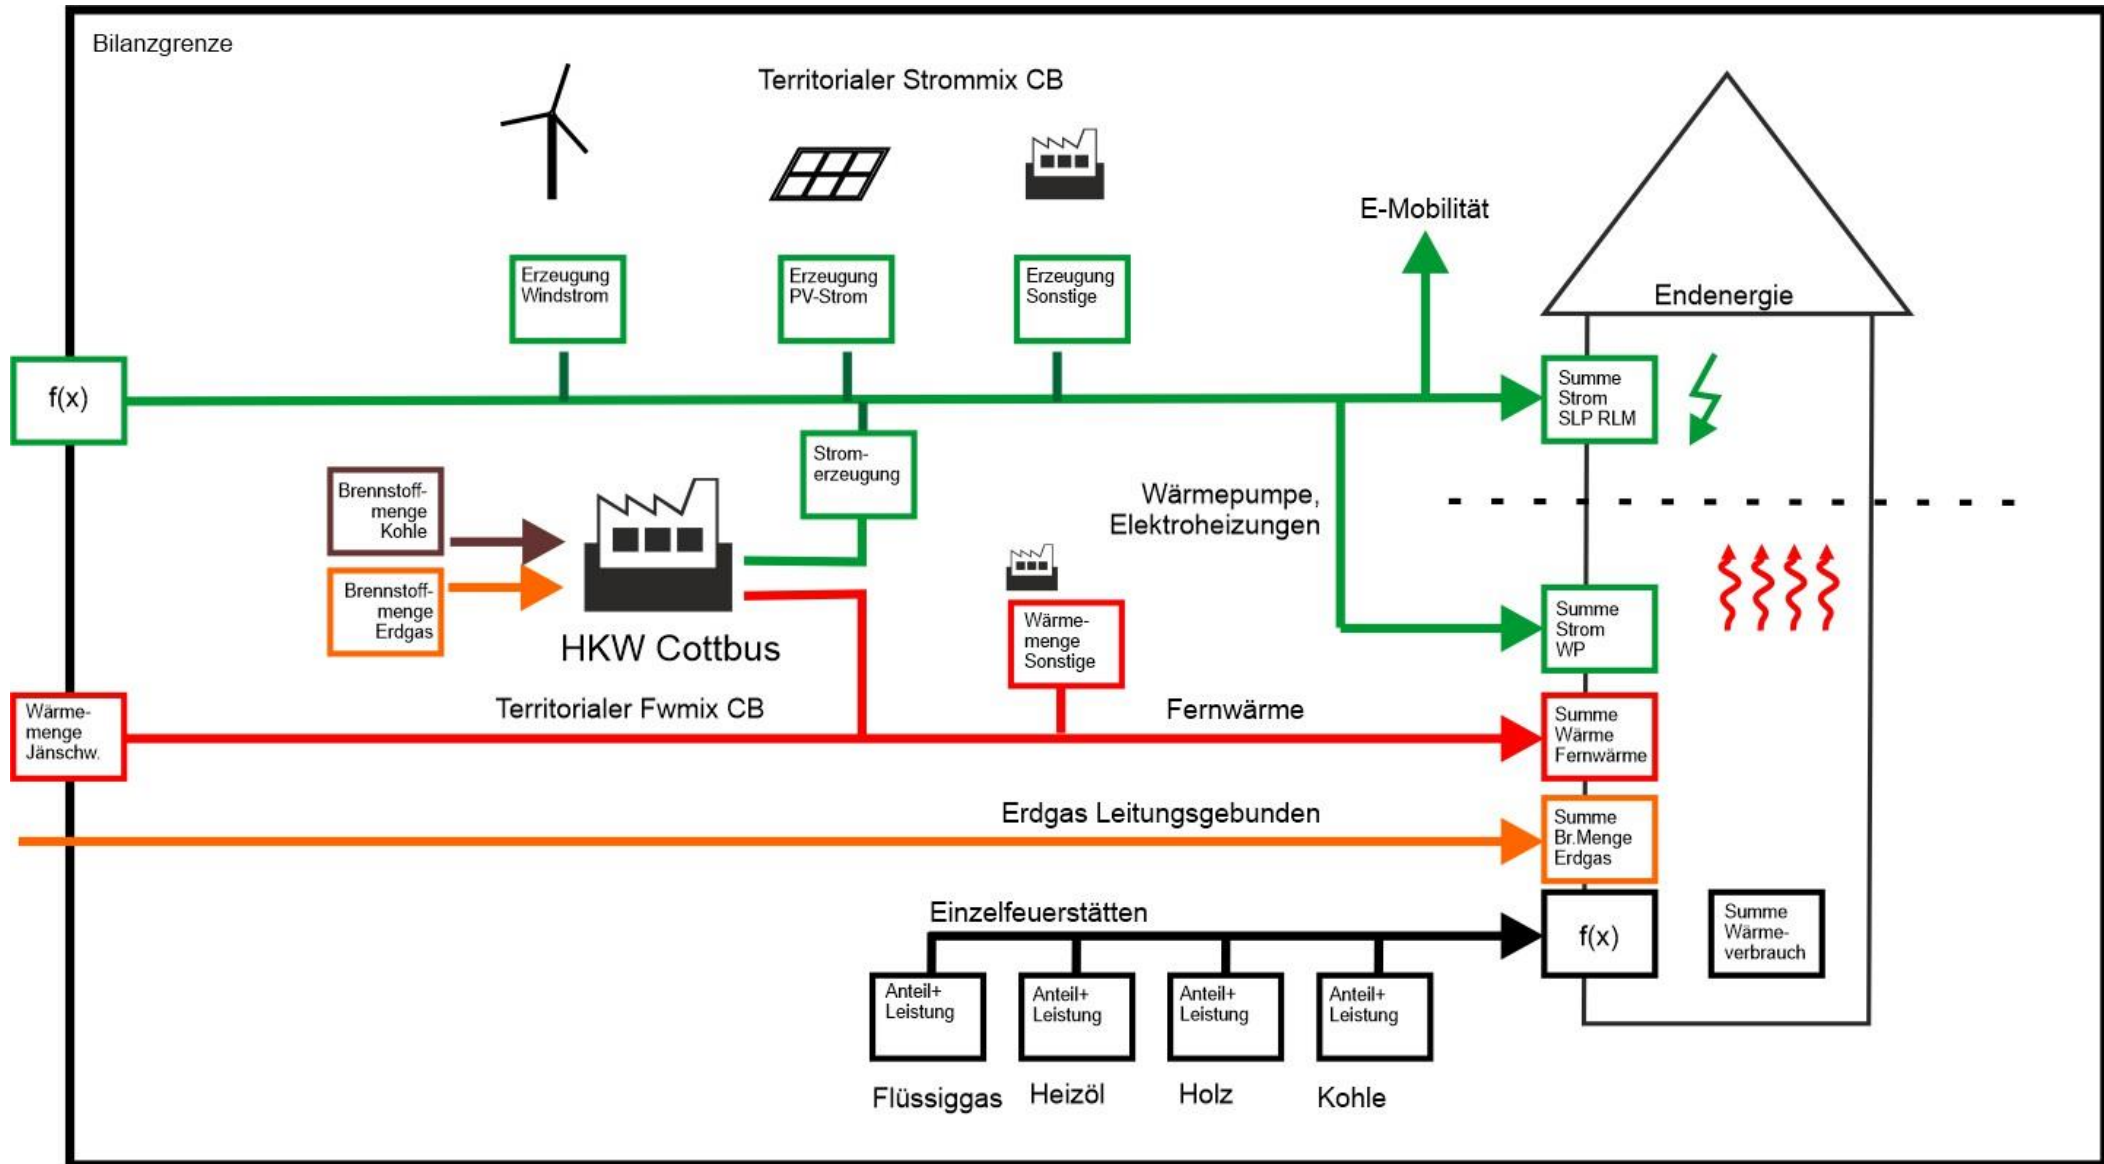 Bilanzgrenze
Territorialer Strommix CB
E-Mobilität
Erzeugung
Windstrom
Erzeugung
PV-Strom
Erzeugung
Sonstige
Endenergie
f(x)
Summe
Strom
SLP RLM
Strom-
erzeugung
Brennstoff-
menge
Kohle
Wärmepumpe,
Elektroheizungen
Brennstoff-
menge
Erdgas
HKW Cottbus
Wärme-
menge
Sonstige
Summe
Strom
WP
Wärme-
menge
Jänschw.
Territorialer Fwmix CB
Fernwärme
Summe
Wärme
Fernwärme
Erdgas Leitungsgebunden
Summe
Br.Menge
Erdgas
Einzelfeuerstätten
f(x)
Summe
Wärme-
verbrauch
Anteil+
Leistung
Anteil+
Leistung
Anteil+
Leistung
Anteil+
Leistung
Flüssiggas
Heizöl
Holz
Kohle